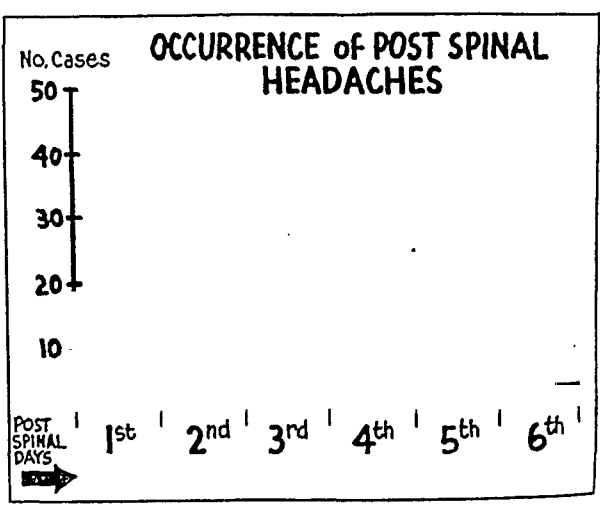 OCCURRENCE of POST SPINAL
HEADACHES
No. Cases
50
40
30
20
10
POST
SPINAL
DAYS
1st 2nd 3rd 4th 5th 6th